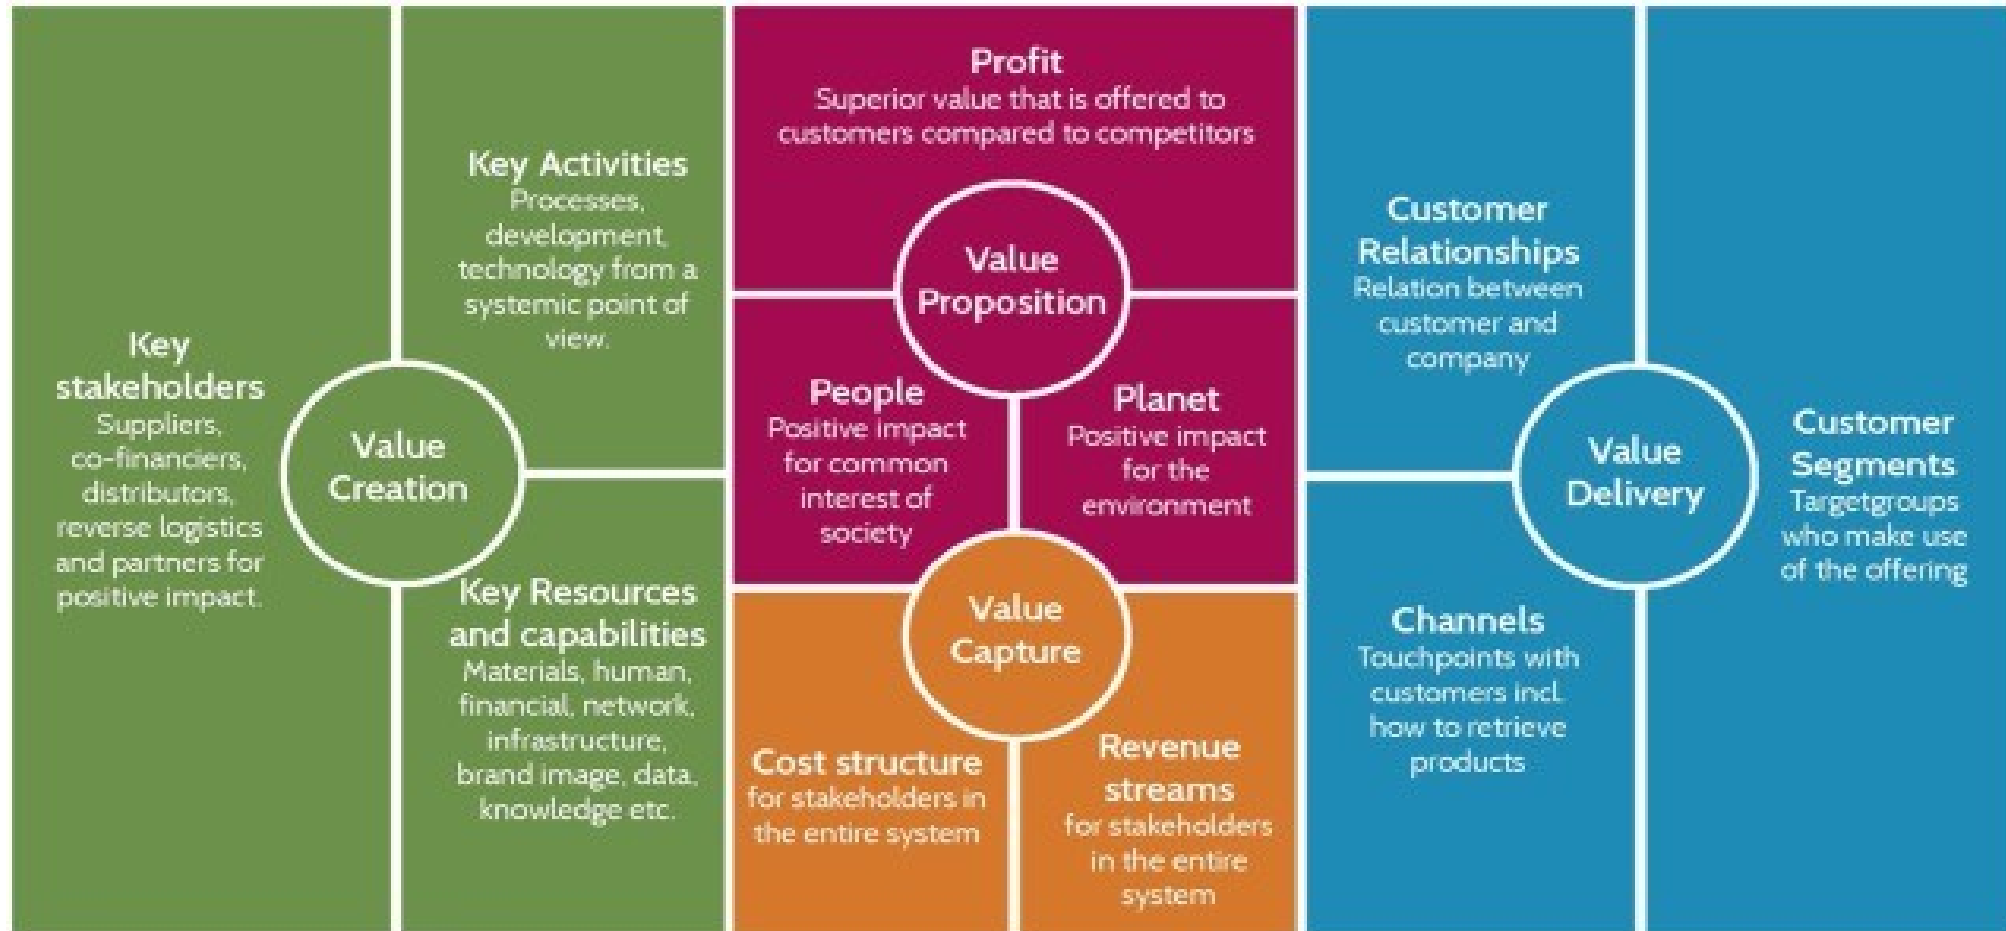 Key
stakeholders
Suppliers,
co-financiers,
distributors,
reverse logistics
and partners for
positive impact.
Value
Creation
Key Activities
Processes,
development,
technology from a
systemic point of
view.
Key Resources
and capabilities
Materials, human,
financial, network,
infrastructure,
brand image, data,
knowledge etc.
Profit
Superior value that is offered to
customers compared to competitors
Value
Proposition
People
Positive impact
for common
interest of
society
Planet
Positive impact
for the
environment
Value
Capture
Cost structure
for stakeholders in
the entire system
Revenue
streams
for stakeholders
in the entire
system
Customer
Relationships
Relation between
customer and
company
Value
Delivery
Channels
Touchpoints with
customers incl.
how to retrieve
products
Customer
Segments
Targetgroups
who make use
of the offering